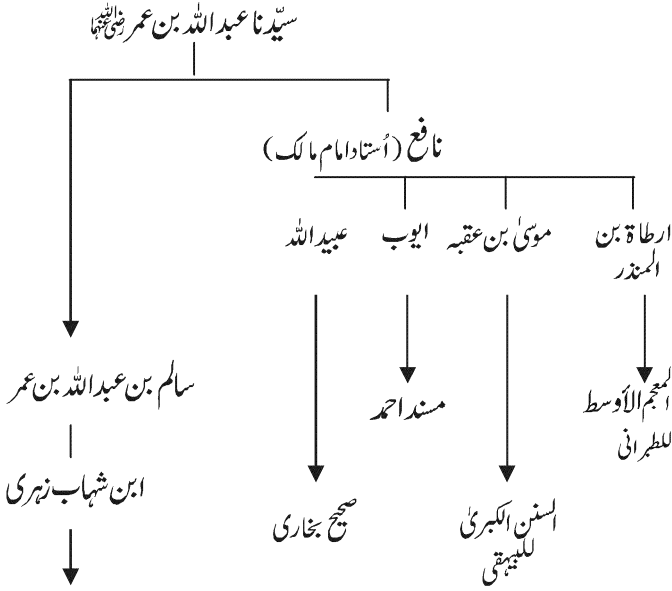 سیّدنا عبداللہ بن عمر رضی اللہ عنہما
نافع (اُستاد امام مالک)
ارطاۃ بن
المنذر
موسیٰ بن عقبہ
ایوب
عبیداللہ
سالم بن عبداللہ بن عمر
المعجم الأوسط
للطبرانی
مسند احمد
ابن شہاب زہری
السنن الکبریٰ
للبیہقی
صحیح بخاری